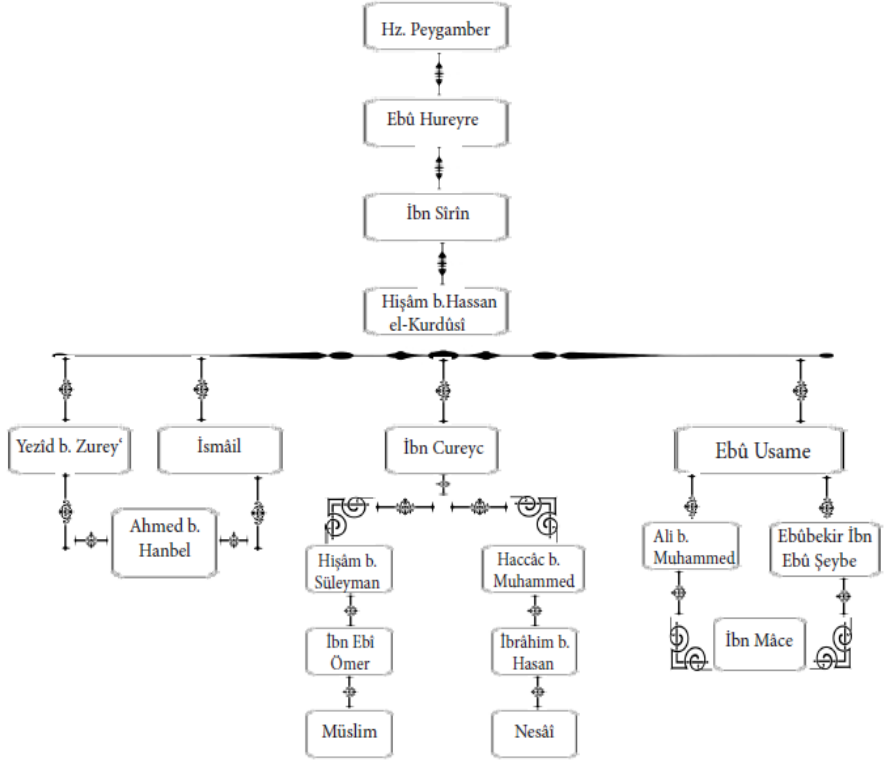 Hz. Peygamber
Ebû Hureyre
İbn Sîrîn
Hişâm b.Hassan
el-Kurdûsî
Yezîd b. Zurey‘
İsmâil
İbn Cureyc
Ebû Usame
Ahmed b.
Hanbel
Hişâm b.
Süleyman
Haccâc b.
Muhammed
Ali b.
Muhammed
Ebûbekir İbn
Ebû Şeybe
İbn Ebî
Ömer
İbrâhim b.
Hasan
İbn Mâce
Müslim
Nesâî